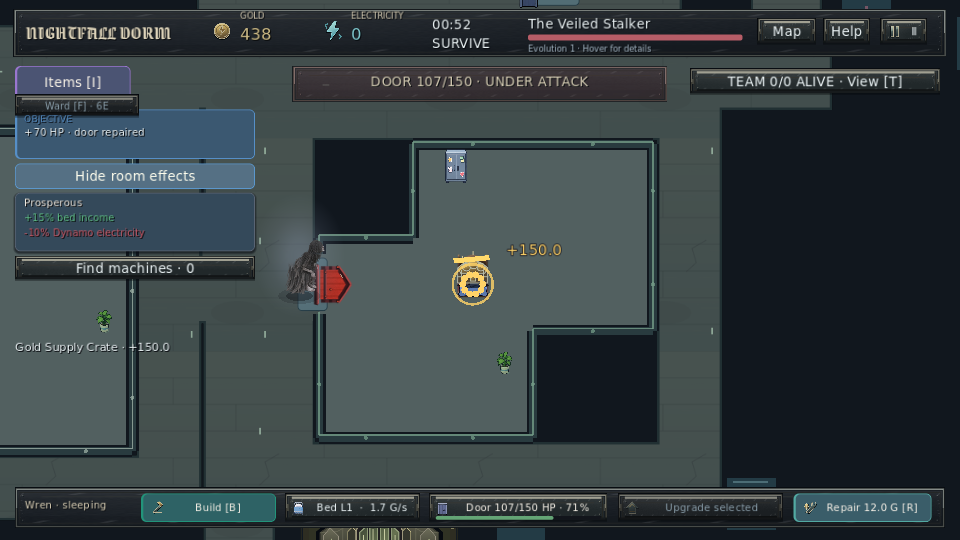 NIGHTFALL DORM
GOLD
438
ELECTRICITY
0
00:52
SURVIVE
The Veiled Stalker
Evolution 1 · Hover for details
Map
Help
Items [I]
DOOR 107/150 · UNDER ATTACK
TEAM 0/0 ALIVE · View [T]
Ward [F] · 6E
OBJECTIVE
+70 HP · door repaired
Hide room effects
Prosperous
+15% bed income
-10% Dynamo electricity
Find machines · 0
+150.0
Gold Supply Crate · +150.0
Wren · sleeping
Build [B]
Bed L1 · 1.7 G/s
Door 107/150 HP · 71%
Upgrade selected
Repair 12.0 G [R]